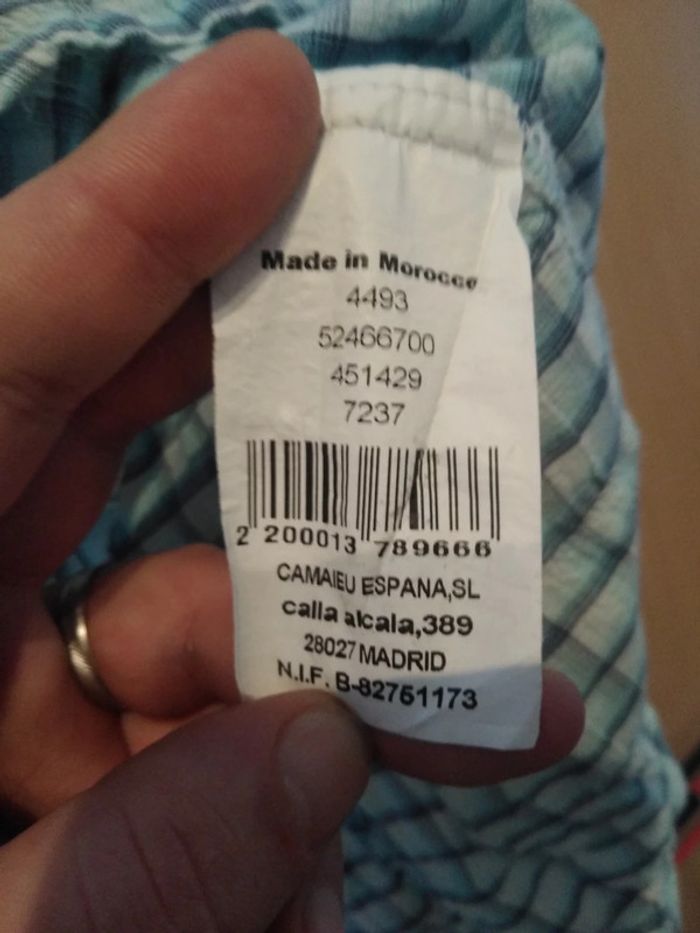 Made in Morocco
4493
52466700
451429
7237
2 200013 789666
CAMAIEU ESPANA,SL
calla alcala,389
28027 MADRID
N.I.F. B-82751173